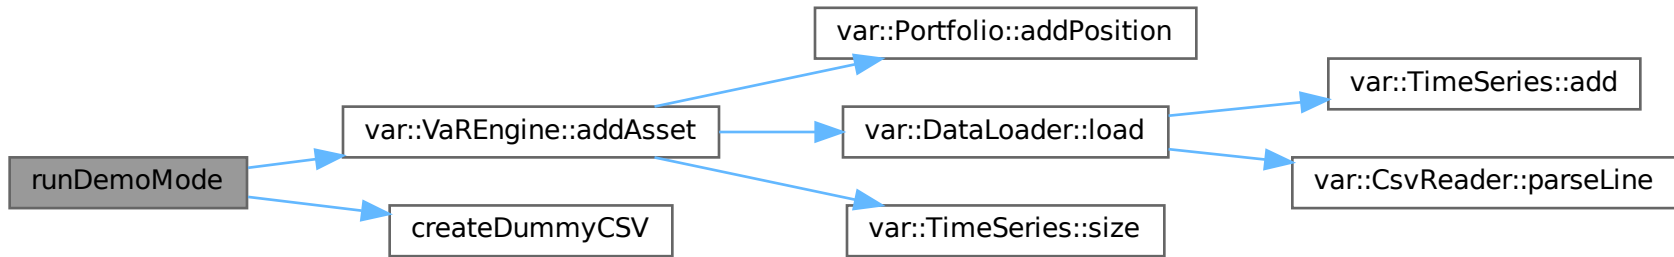 runDemoMode
var::VaREngine::addAsset
createDummyCSV
var::Portfolio::addPosition
var::DataLoader::load
var::TimeSeries::size
var::TimeSeries::add
var::CsvReader::parseLine